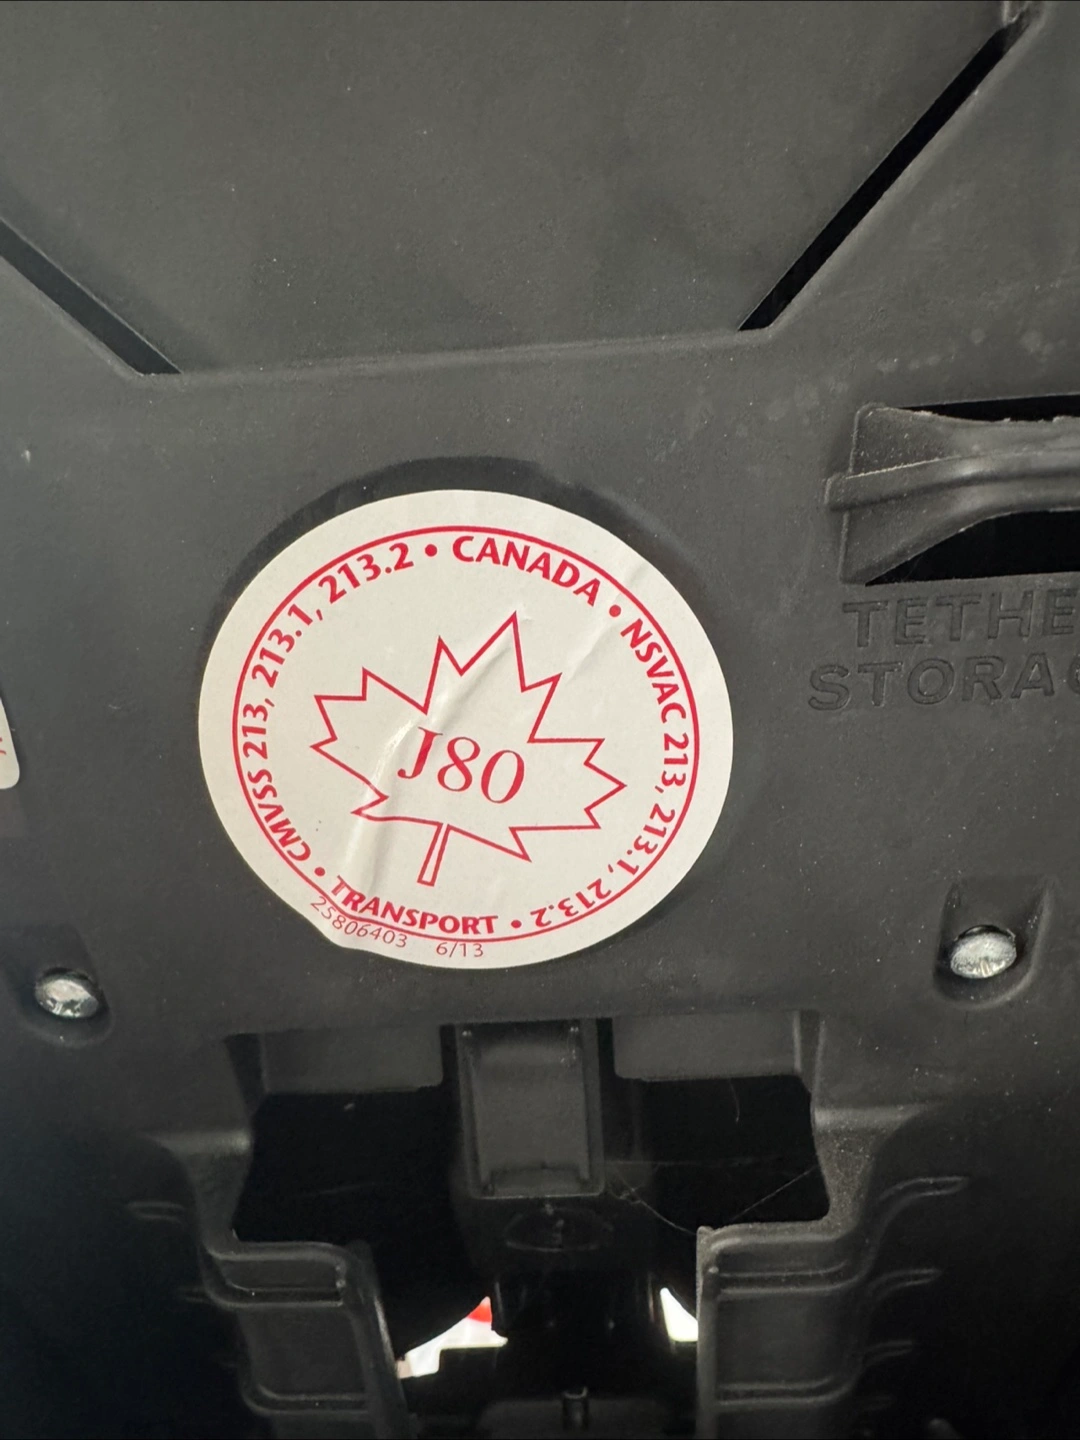 CMVSS 213, 213.1, 213.2 • CANADA • NSVAC 213, 213.1, 213.2 • TRANSPORT •
J80
25806403 6/13
TETHE
STORAG